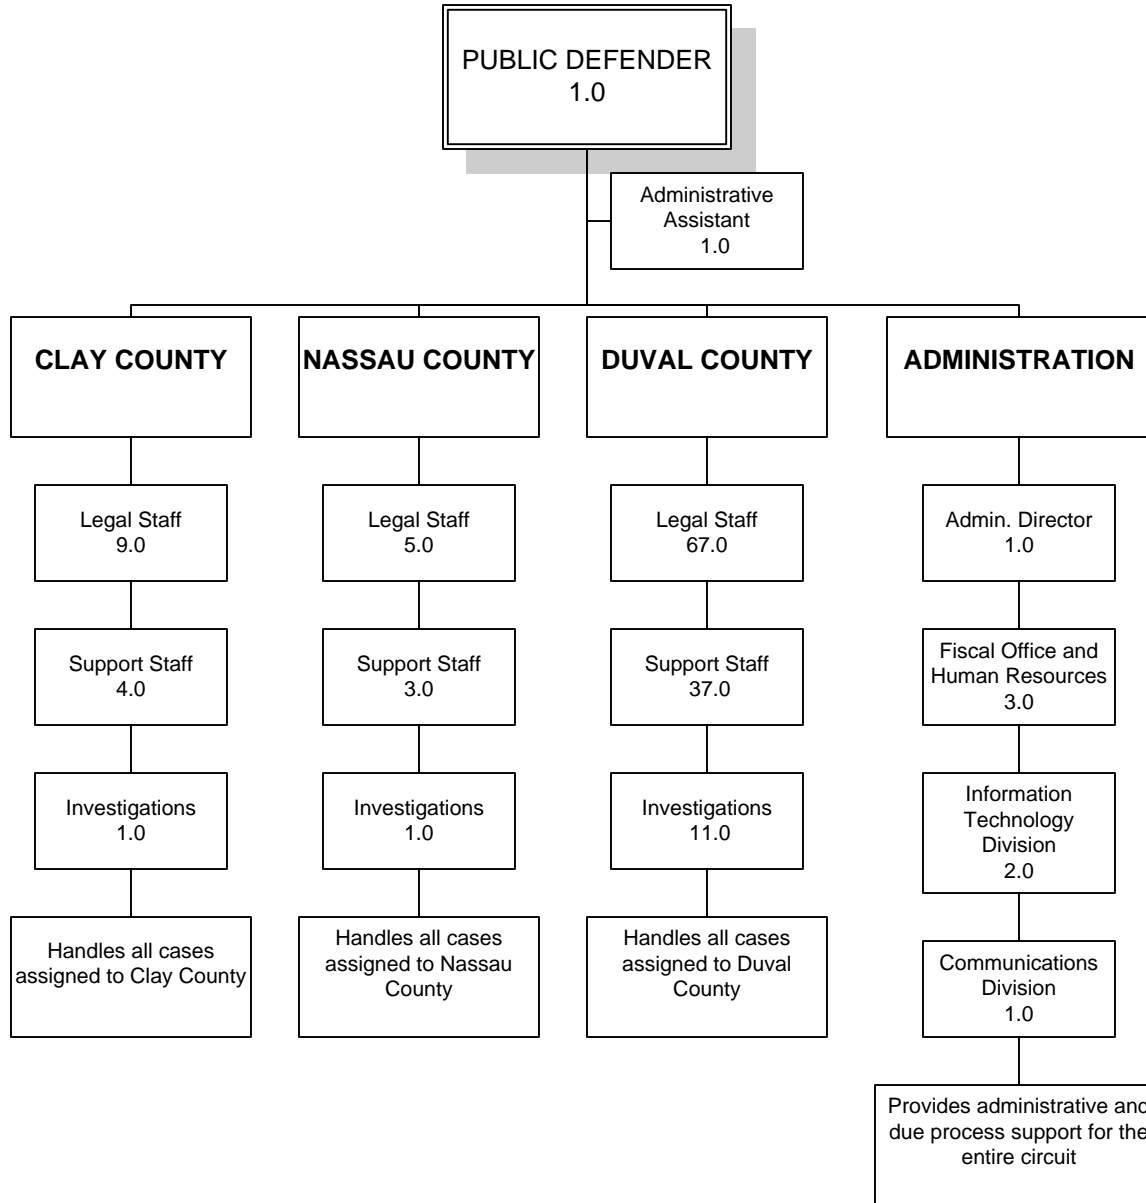 PUBLIC DEFENDER
1.0
Administrative
Assistant
1.0
CLAY COUNTY
NASSAU COUNTY
DUVAL COUNTY
ADMINISTRATION
Legal Staff
9.0
Legal Staff
5.0
Legal Staff
67.0
Admin. Director
1.0
Support Staff
4.0
Support Staff
3.0
Support Staff
37.0
Fiscal Office and
Human Resources
3.0
Investigations
1.0
Investigations
1.0
Investigations
11.0
Information
Technology
Division
2.0
Handles all cases
assigned to Clay County
Handles all cases
assigned to Nassau
County
Handles all cases
assigned to Duval
County
Communications
Division
1.0
Provides administrative and
due process support for the
entire circuit